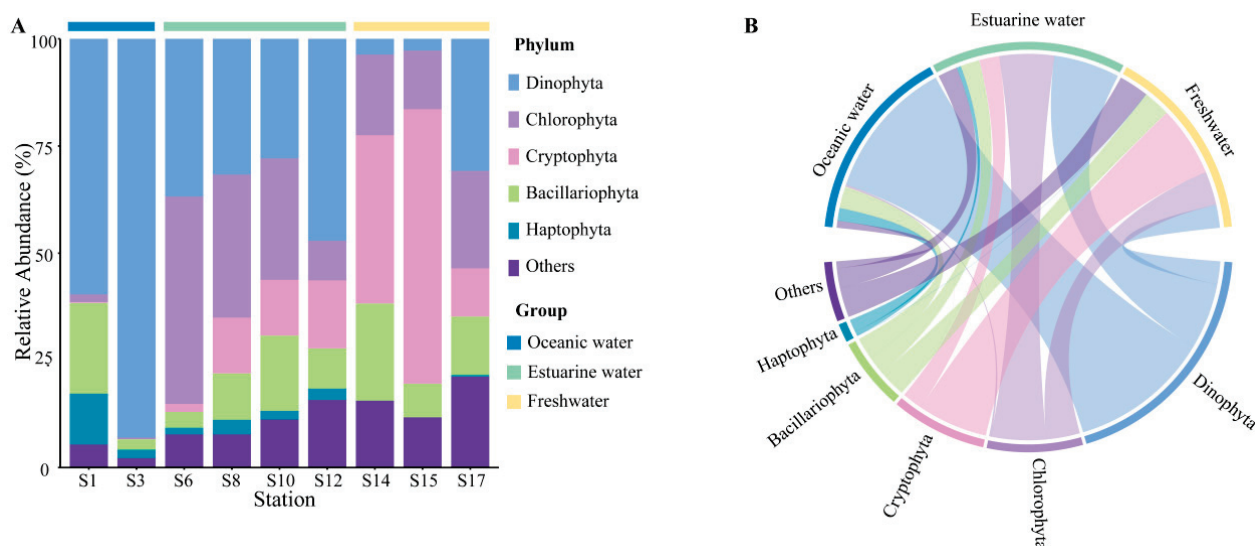 A
Relative Abundance (%)
100
75
50
25
0
S1 S3 S6 S8 S10 S12 S14 S15 S17
Station
Phylum
Dinophyta
Chlorophyta
Cryptophyta
Bacillariophyta
Haptophyta
Others
Group
Oceanic water
Estuarine water
Freshwater
B
Estuarine water
Oceanic water
Freshwater
Others
Haptophyta
Bacillariophyta
Cryptophyta
Chlorophyta
Dinophyta